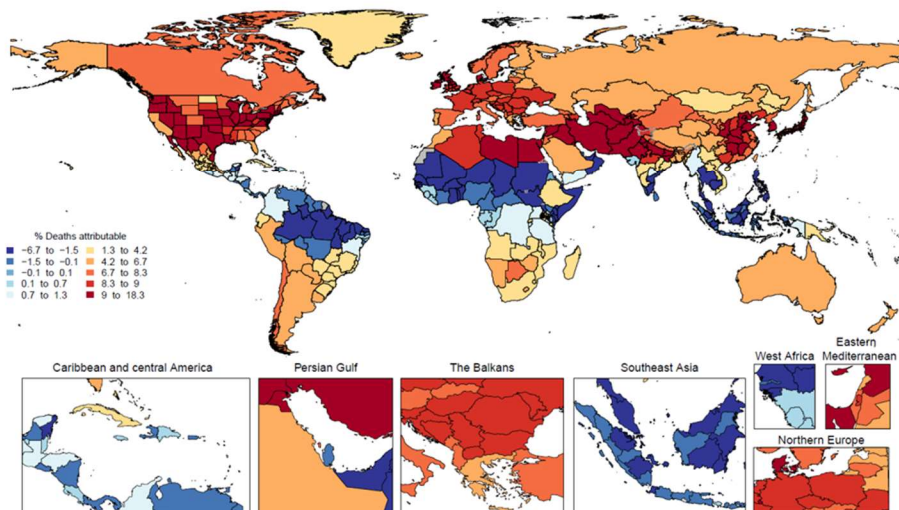 % Deaths attributable
−6.7 to −1.5 1.3 to 4.2
−1.5 to −0.1 4.2 to 6.7
−0.1 to 0.1 6.7 to 8.3
0.1 to 0.7 8.3 to 9
0.7 to 1.3 9 to 18.3
Caribbean and central America
Persian Gulf
The Balkans
Southeast Asia
West Africa
Eastern
Mediterranean
Northern Europe